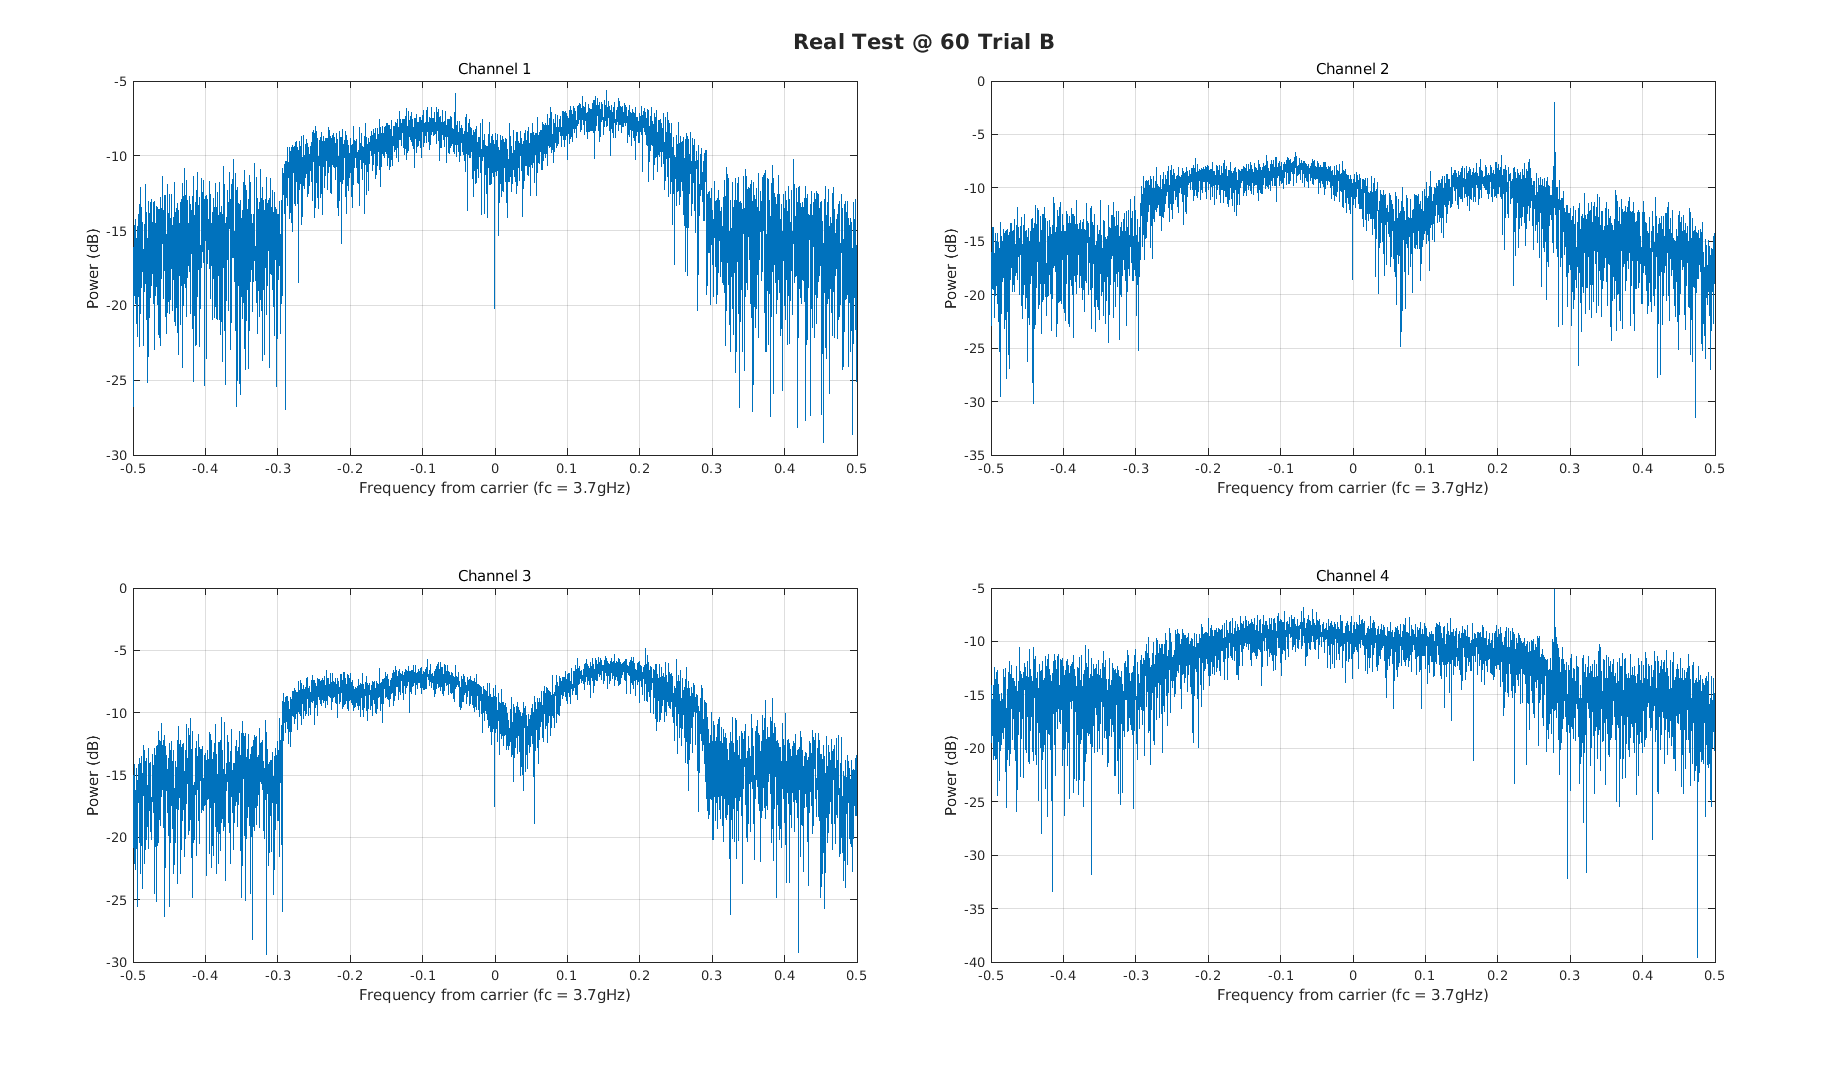 Real Test @ 60 Trial B
Channel 1
-5
-10
-15
-20
-25
-30
Power (dB)
-0.5 -0.4 -0.3 -0.2 -0.1 0 0.1 0.2 0.3 0.4 0.5
Frequency from carrier (fc = 3.7gHz)
Channel 2
0
-5
-10
-15
-20
-25
-30
-35
Power (dB)
-0.5 -0.4 -0.3 -0.2 -0.1 0 0.1 0.2 0.3 0.4 0.5
Frequency from carrier (fc = 3.7gHz)
Channel 3
0
-5
-10
-15
-20
-25
-30
Power (dB)
-0.5 -0.4 -0.3 -0.2 -0.1 0 0.1 0.2 0.3 0.4 0.5
Frequency from carrier (fc = 3.7gHz)
Channel 4
-5
-10
-15
-20
-25
-30
-35
-40
Power (dB)
-0.5 -0.4 -0.3 -0.2 -0.1 0 0.1 0.2 0.3 0.4 0.5
Frequency from carrier (fc = 3.7gHz)